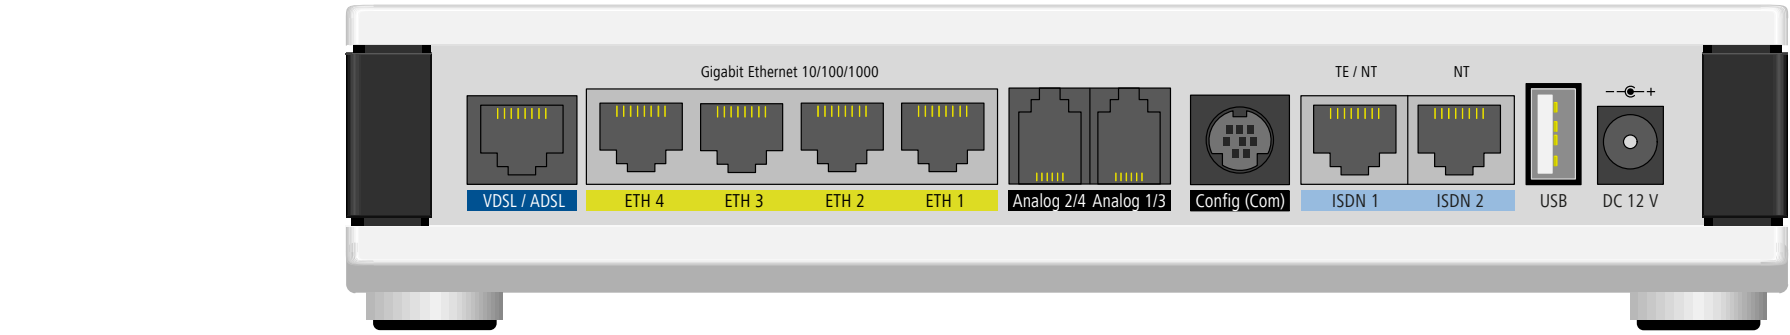 Gigabit Ethernet 10/100/1000
TE / NT
NT
- +
VDSL / ADSL
ETH 4
ETH 3
ETH 2
ETH 1
Analog 2/4
Analog 1/3
Config (Com)
ISDN 1
ISDN 2
USB
DC 12 V